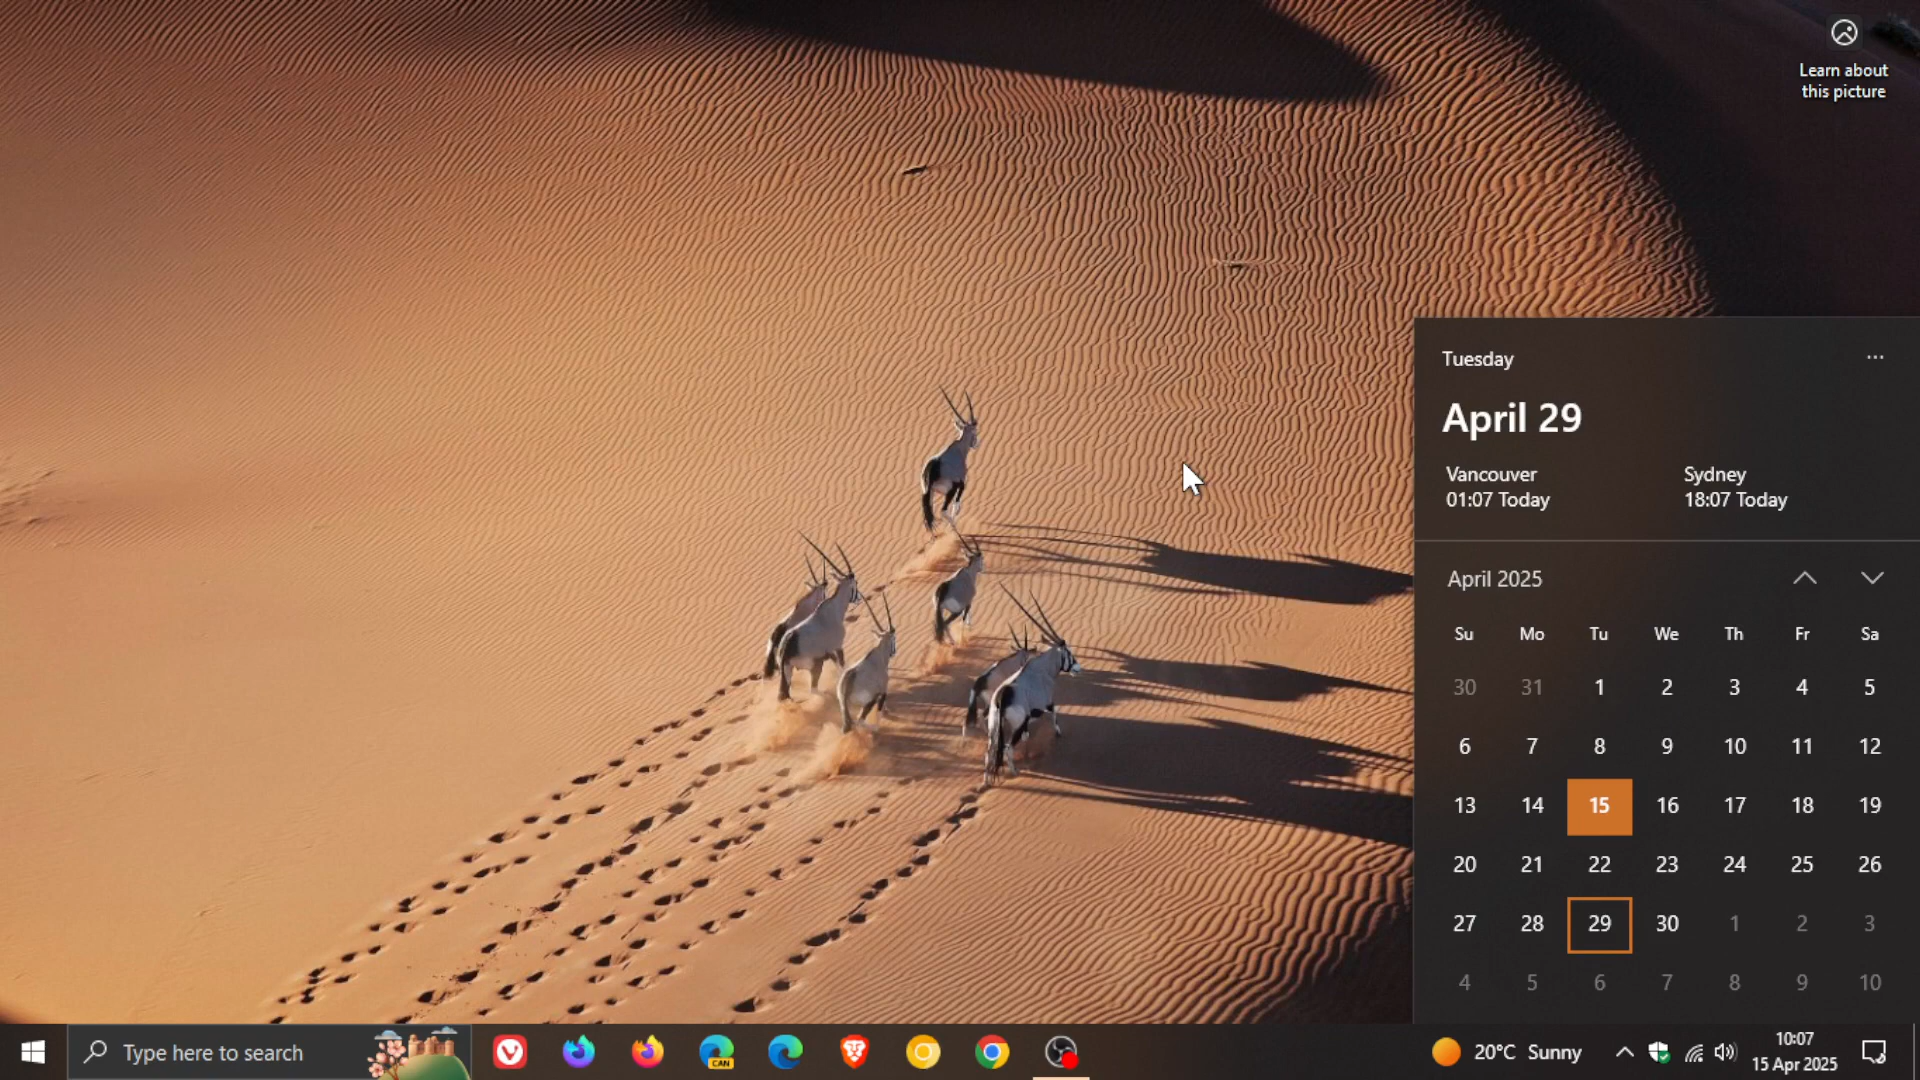 Learn about
this picture
Tuesday
...
April 29
Vancouver Sydney
01:07 Today 18:07 Today
April 2025
Su Mo Tu We Th Fr Sa
30 31 1 2 3 4 5
6 7 8 9 10 11 12
13 14 15 16 17 18 19
20 21 22 23 24 25 26
27 28 29 30 1 2 3
4 5 6 7 8 9 10
Type here to search
CAN
20°C Sunny
10:07
15 Apr 2025